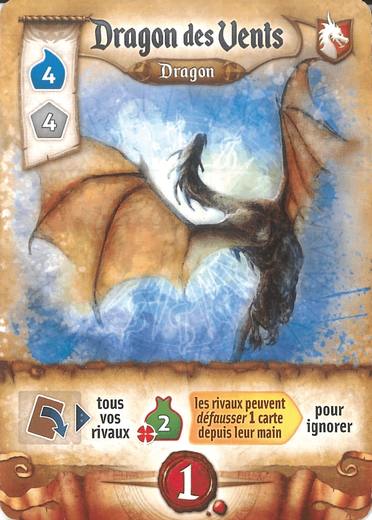 Dragon des Vents
Dragon
4
4
tous
vos
rivaux
2
les rivaux peuvent
défausser 1 carte
depuis leur main
pour
ignorer
1